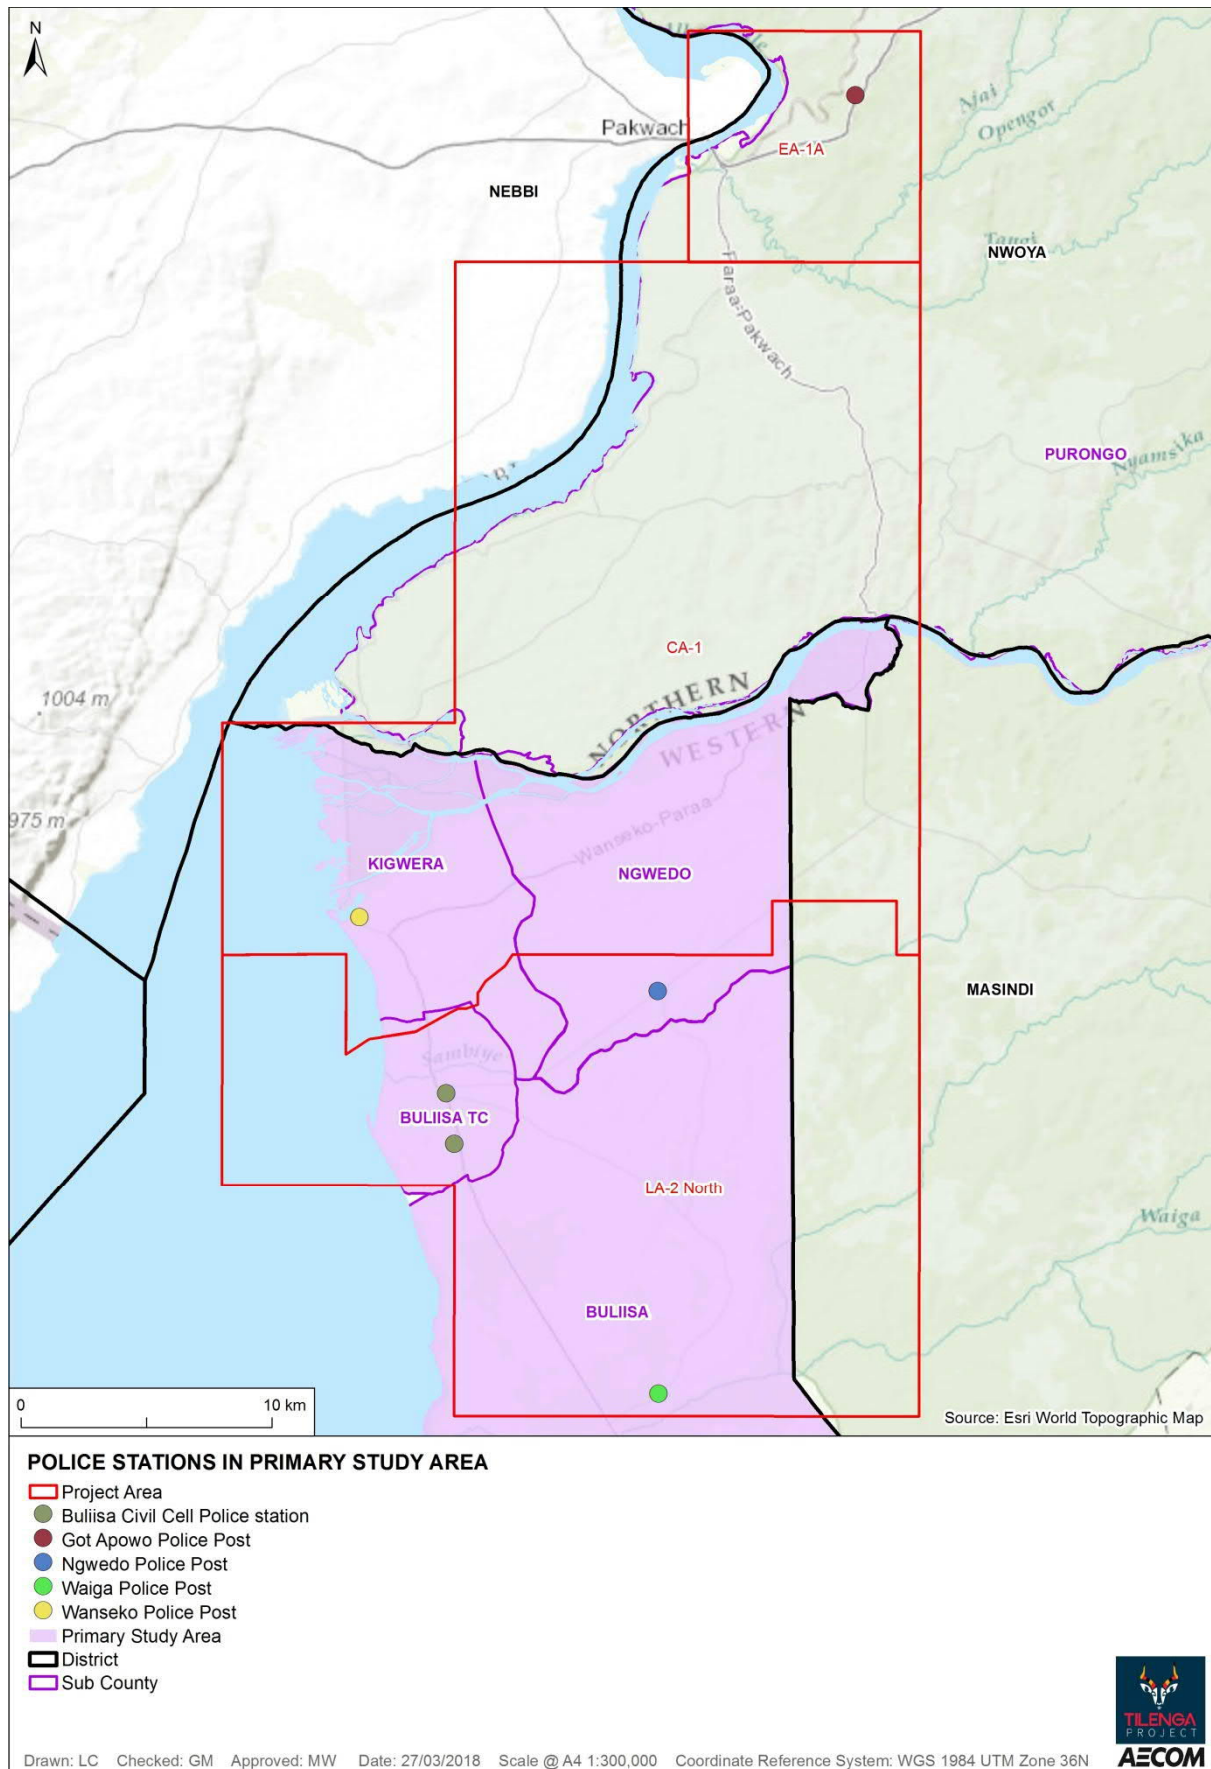 N
Pakwach
EA-1A
NEBBI
Ajai
Opengor
Tangi
NWOYA
Paraa-Pakwach
PURONGO
Nyamsika
CA-1
NORTHERN
WESTERN
1004 m
975 m
Wanseko-Paraa
KIGWERA
NGWEDO
MASINDI
Sambiye
BULIISA TC
LA-2 North
Waiga
BULIISA
0 10 km
Source: Esri World Topographic Map
POLICE STATIONS IN PRIMARY STUDY AREA
Project Area
Buliisa Civil Cell Police station
Got Apowo Police Post
Ngwedo Police Post
Waiga Police Post
Wanseko Police Post
Primary Study Area
District
Sub County
TILENGA
PROJECT
Drawn: LC Checked: GM Approved: MW Date: 27/03/2018 Scale @ A4 1:300,000 Coordinate Reference System: WGS 1984 UTM Zone 36N
AECOM